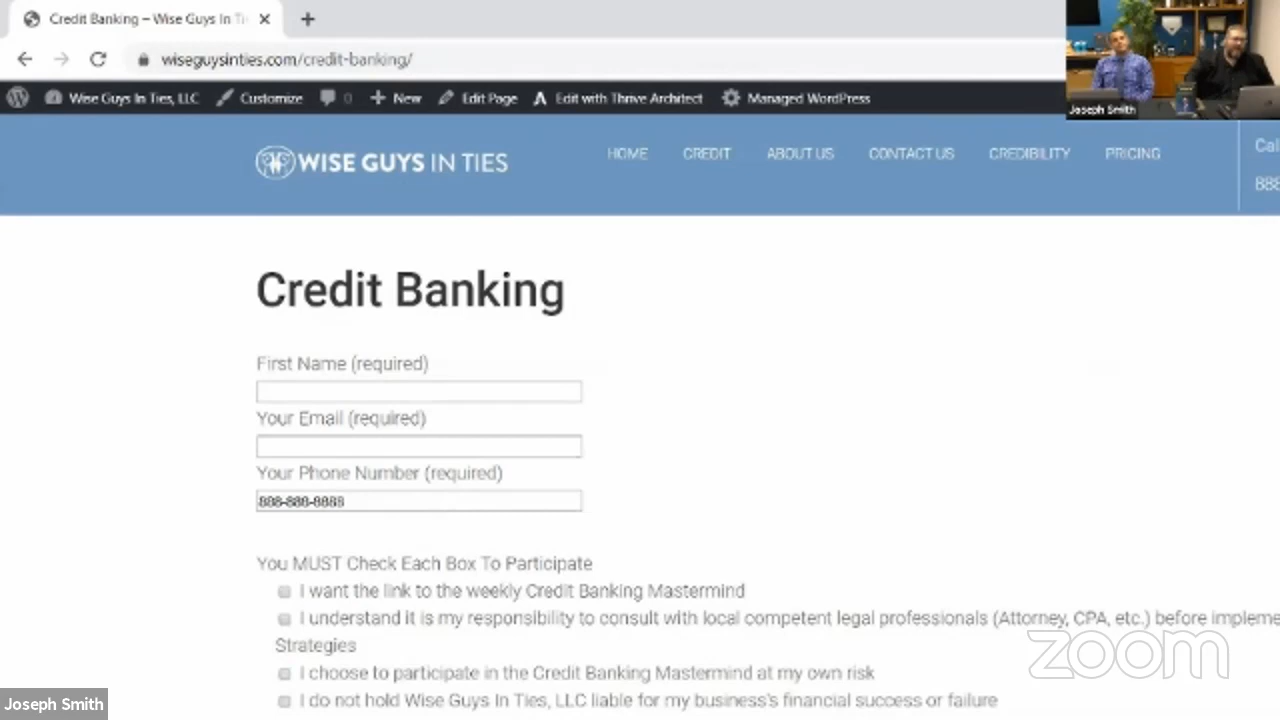 Credit Banking – Wise Guys In Ti
wiseguysinties.com/credit-banking/
Wise Guys In Ties, LLC Customize 0 New Edit Page Edit with Thrive Architect Managed WordPress
Joseph Smith
WISE GUYS IN TIES
HOME CREDIT ABOUT US CONTACT US CREDIBILITY PRICING
Cal
888
Credit Banking
First Name (required)
Your Email (required)
Your Phone Number (required)
888-888-8888
You MUST Check Each Box To Participate
I want the link to the weekly Credit Banking Mastermind
I understand it is my responsibility to consult with local competent legal professionals (Attorney, CPA, etc.) before impleme
Strategies
I choose to participate in the Credit Banking Mastermind at my own risk
I do not hold Wise Guys In Ties, LLC liable for my business's financial success or failure
zoom
Joseph Smith